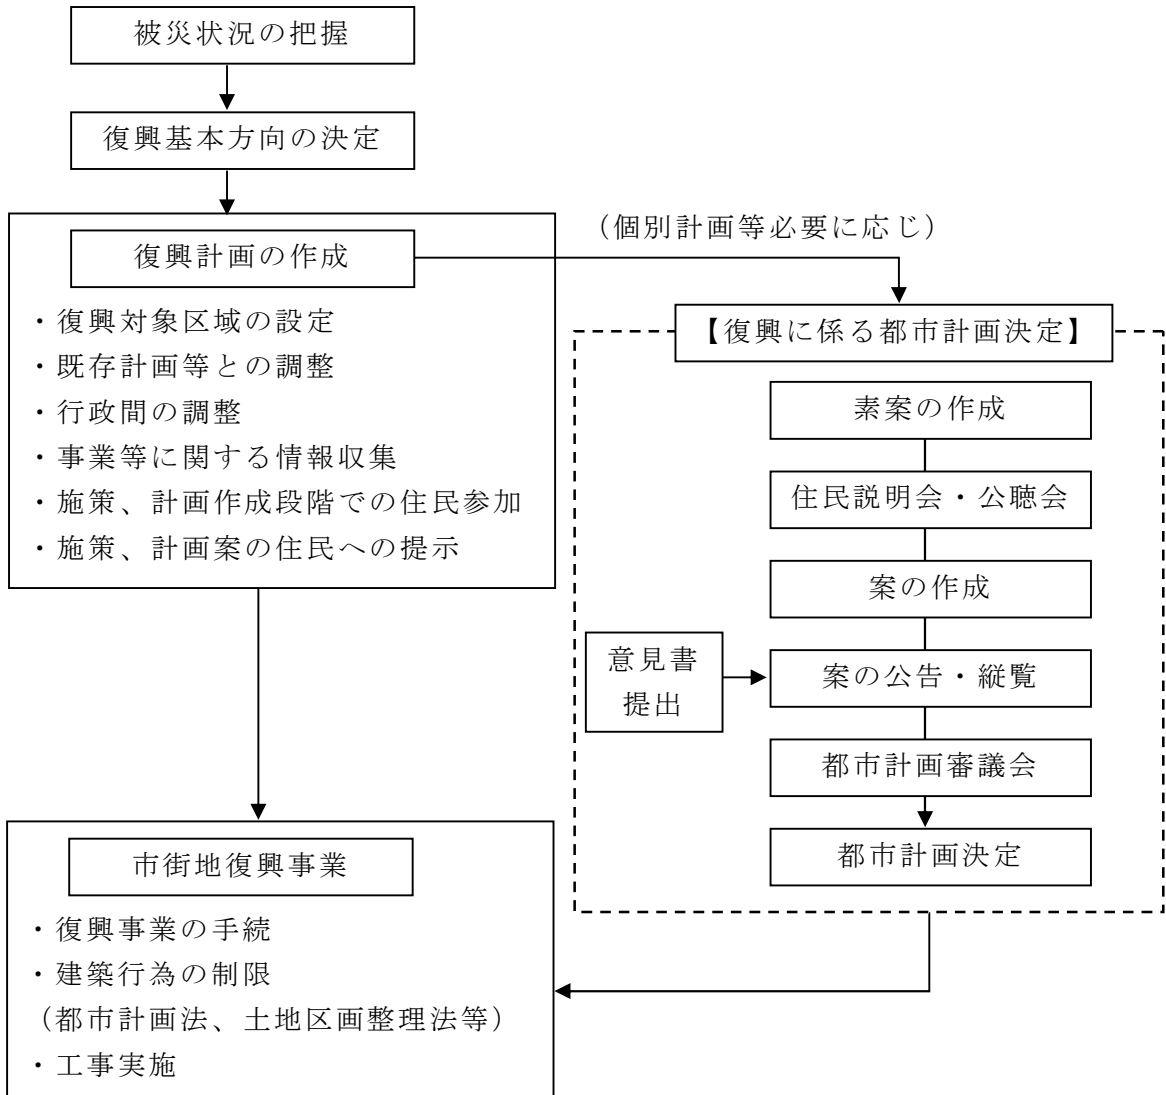 被災状況の把握
復興基本方向の決定
復興計画の作成
・復興対象区域の設定
・既存計画等との調整
・行政間の調整
・事業等に関する情報収集
・施策、計画作成段階での住民参加
・施策、計画案の住民への提示
（個別計画等必要に応じ）
【復興に係る都市計画決定】
素案の作成
住民説明会・公聴会
案の作成
意見書
提出
案の公告・縦覧
都市計画審議会
都市計画決定
市街地復興事業
・復興事業の手続
・建築行為の制限
（都市計画法、土地区画整理法等）
・工事実施